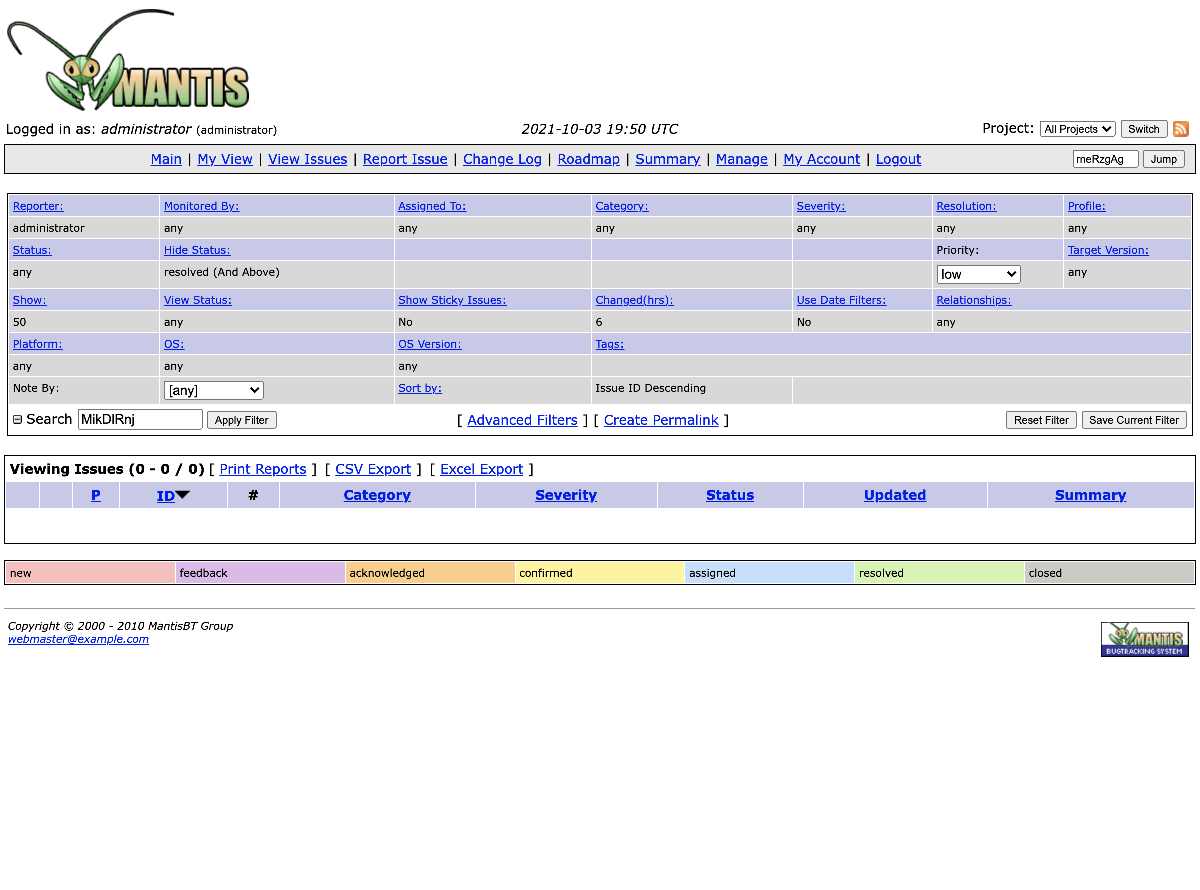 MANTIS
Logged in as: administrator (administrator) 2021-10-03 19:50 UTC Project: All Projects Switch
Main | My View | View Issues | Report Issue | Change Log | Roadmap | Summary | Manage | My Account | Logout rneRzgAg Jump
Reporter: Monitored By: Assigned To: Category: Severity: Resolution: Profile:
administrator any any any any any any
Status: Hide Status: Priority: Target Version:
any resolved (And Above) low any
Show: View Status: Show Sticky Issues: Changed(hrs): Use Date Filters: Relationships:
50 any No 6 No any
Platform: OS: OS Version: Tags:
any any any
Note By: [any] Sort by: Issue ID Descending
Search MikDlRnj Apply Filter [ Advanced Filters ] [ Create Permalink ] Reset Filter Save Current Filter
Viewing Issues (0 - 0 / 0) [ Print Reports ] [ CSV Export ] [ Excel Export ]
P ID # Category Severity Status Updated Summary
new feedback acknowledged confirmed assigned resolved closed
Copyright © 2000 - 2010 MantisBT Group
webmaster@example.com
MANTIS
BUGTRACKING SYSTEM